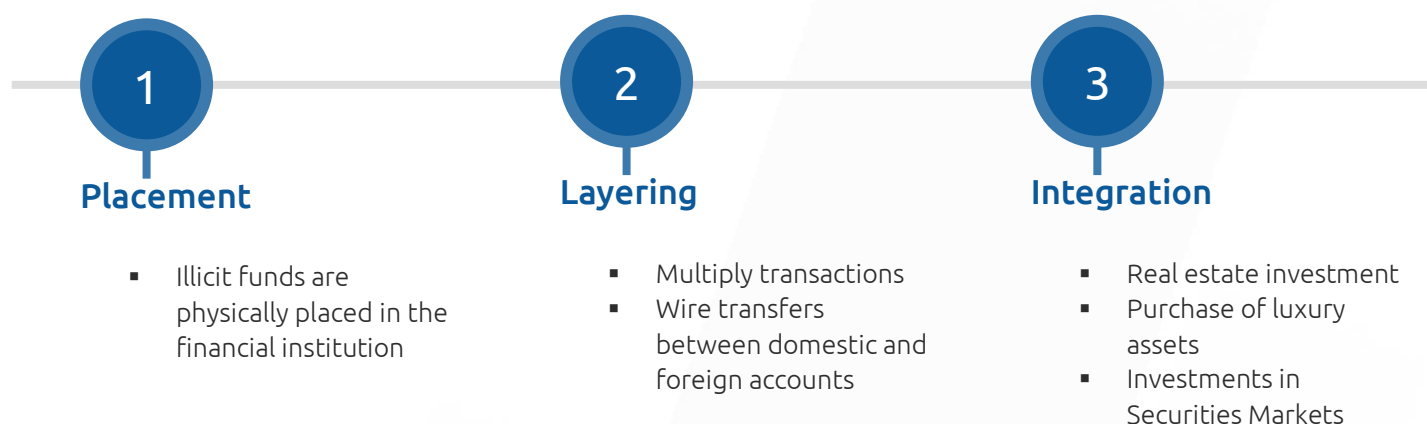 1
Placement
▪ Illicit funds are
physically placed in the
financial institution
2
Layering
▪ Multiply transactions
▪ Wire transfers
between domestic and
foreign accounts
3
Integration
▪ Real estate investment
▪ Purchase of luxury
assets
▪ Investments in
Securities Markets